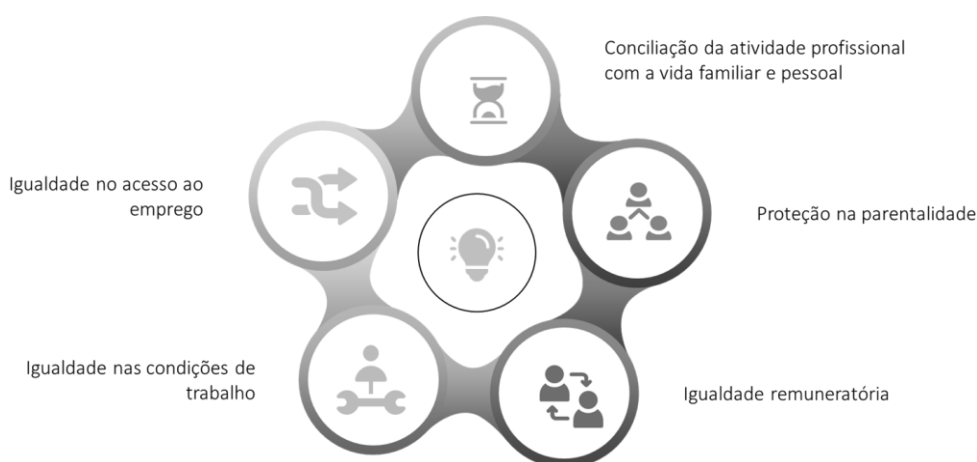 Conciliação da atividade profissional
com a vida familiar e pessoal
Igualdade no acesso ao
emprego
Proteção na parentalidade
Igualdade nas condições de
trabalho
Igualdade remuneratória